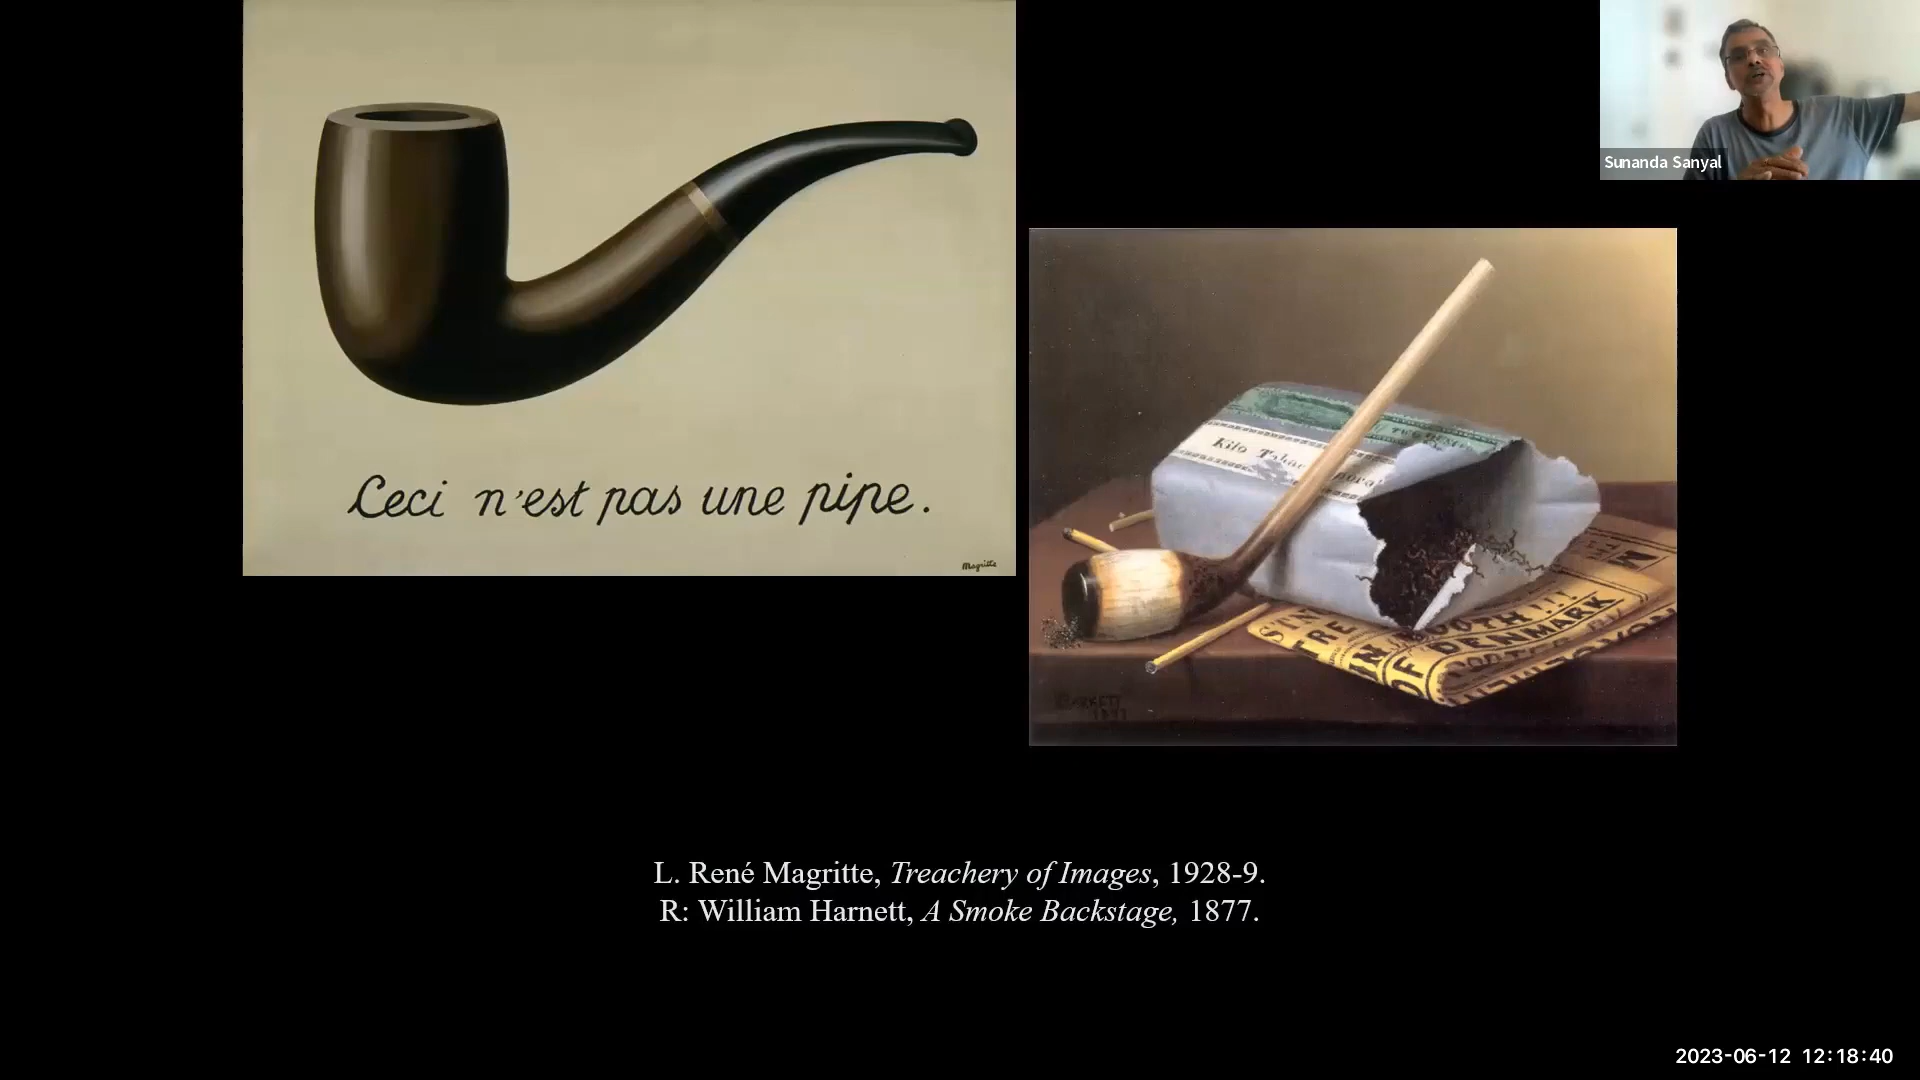 Sunanda Sanyal
Ceci n'est pas une pipe.
Magritte
Kilo
OF DENMARK
L. René Magritte, Treachery of Images, 1928-9.
R: William Harnett, A Smoke Backstage, 1877.
2023-06-12 12:18:40